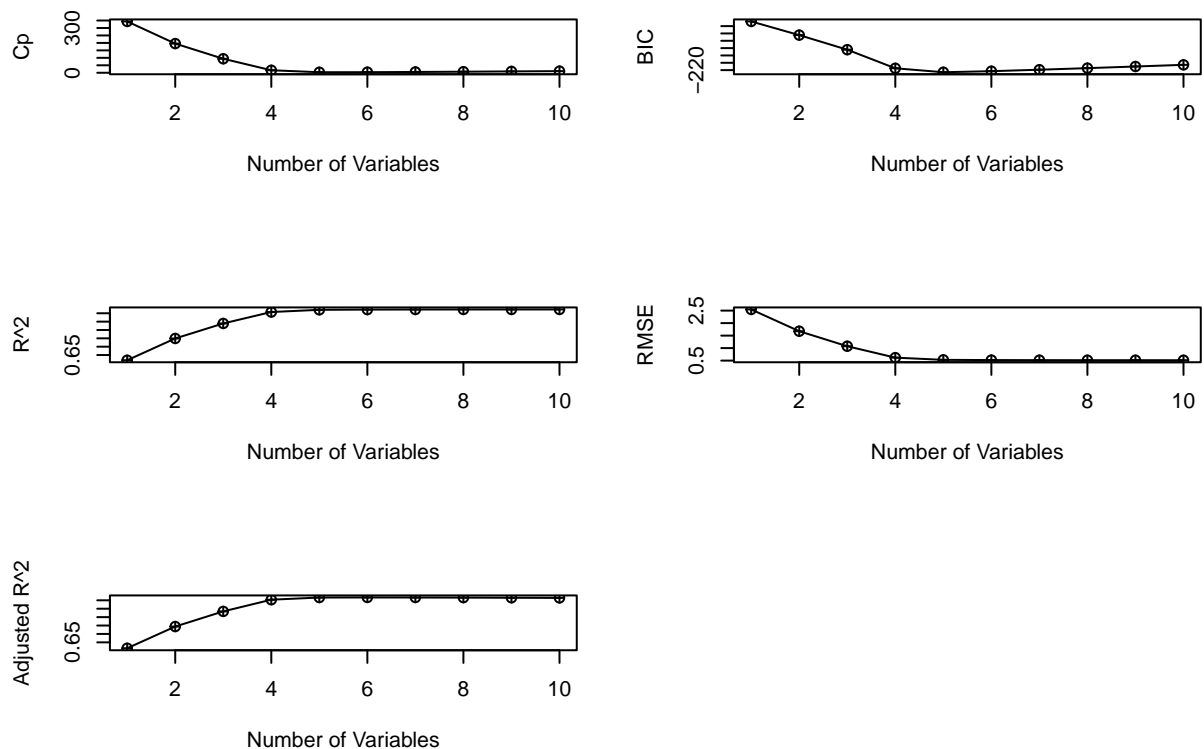 Cp
300
0
2 4 6 8 10
Number of Variables
BIC
−220
2 4 6 8 10
Number of Variables
R^2
0.65
2 4 6 8 10
Number of Variables
RMSE
2.5
0.5
2 4 6 8 10
Number of Variables
Adjusted R^2
0.65
2 4 6 8 10
Number of Variables